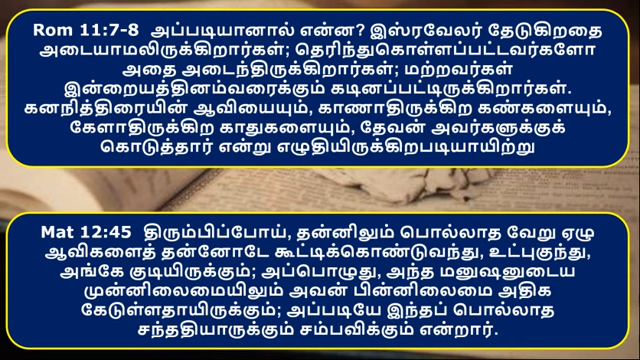 Rom 11:7-8 அப்படியானால் என்ன? இஸ்ரவேலர் தேடுகிறதை
அடையாமலிருக்கிறார்கள்; தெரிந்துகொள்ளப்பட்டவர்களோ
அதை அடைந்திருக்கிறார்கள்; மற்றவர்கள்
இன்றையத்தினம்வரைக்கும் கடினப்பட்டிருக்கிறார்கள்.
கனநித்திரையின் ஆவியையும், காணாதிருக்கிற கண்களையும்,
கேளாதிருக்கிற காதுகளையும், தேவன் அவர்களுக்குக்
கொடுத்தார் என்று எழுதியிருக்கிறபடியாயிற்று
Mat 12:45 திரும்பிப்போய், தன்னிலும் பொல்லாத வேறு ஏழு
ஆவிகளைத் தன்னோடே கூட்டிக்கொண்டுவந்து, உட்புகுந்து,
அங்கே குடியிருக்கும்; அப்பொழுது, அந்த மனுஷனுடைய
முன்னிலைமையிலும் அவன் பின்னிலைமை அதிக
கேடுள்ளதாயிருக்கும்; அப்படியே இந்தப் பொல்லாத
சந்ததியாருக்கும் சம்பவிக்கும் என்றார்.